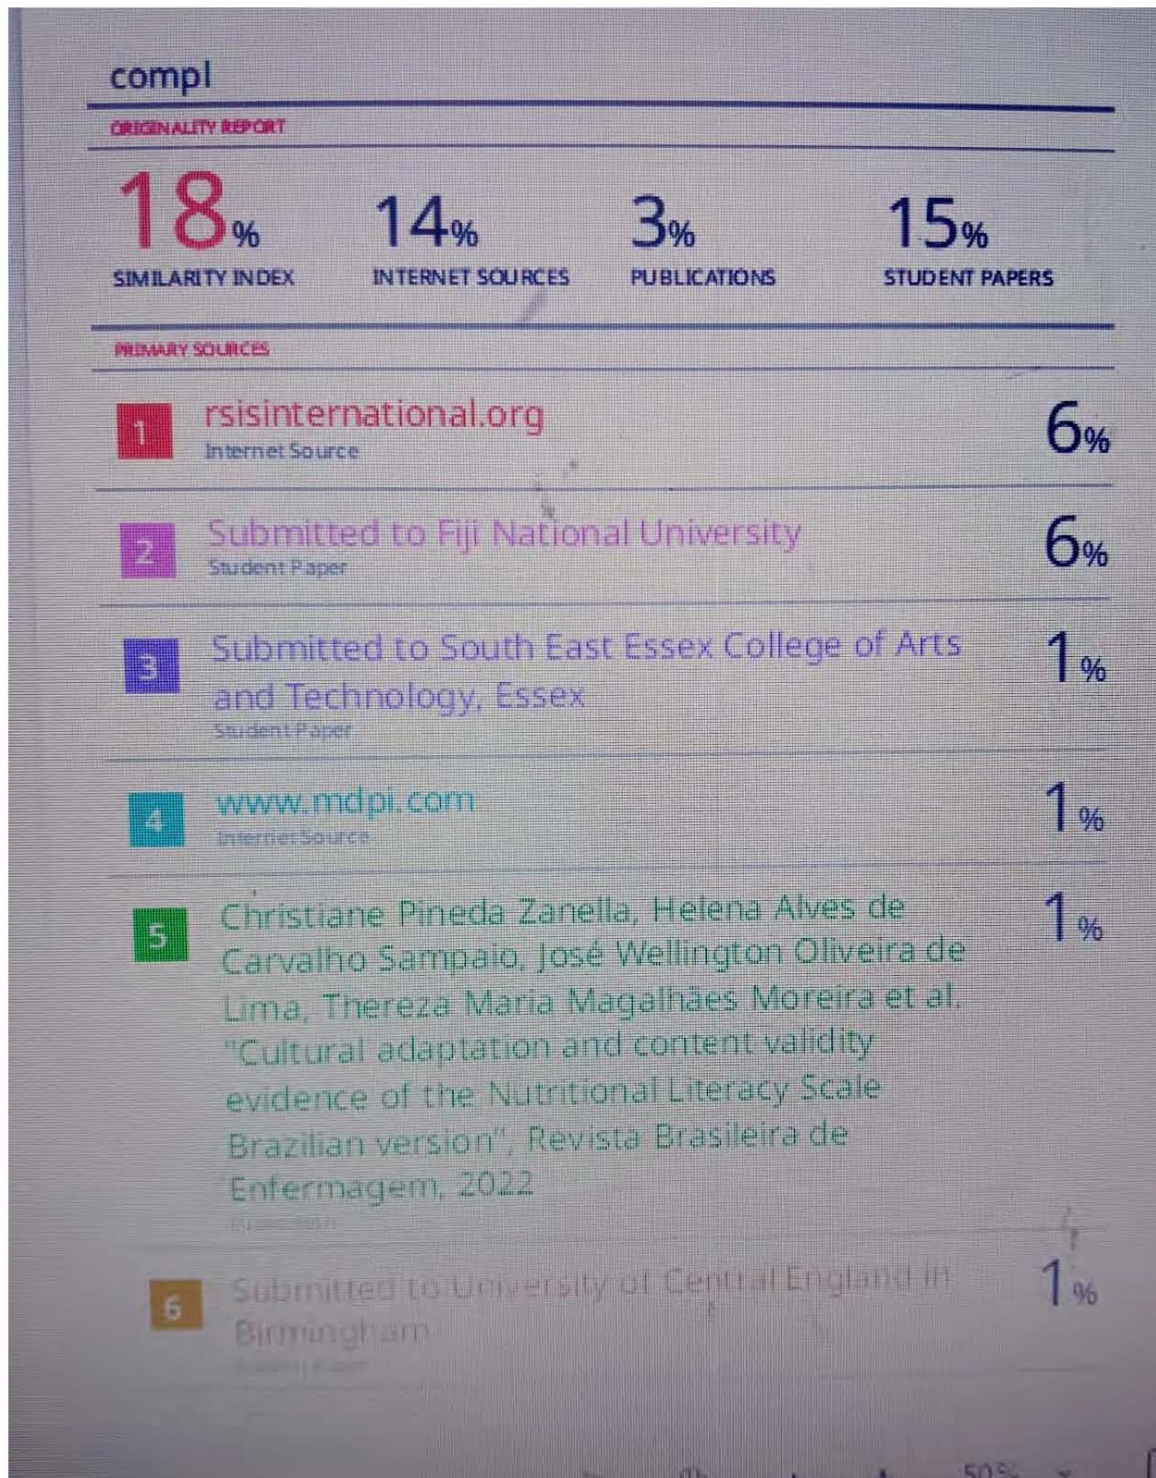 compl
ORIGINALITY REPORT
18% 14% 3% 15%
SIMILARITY INDEX INTERNET SOURCES PUBLICATIONS STUDENT PAPERS
PRIMARY SOURCES
1 rsisinternational.org 6%
Internet Source
2 Submitted to Fiji National University 6%
Student Paper
3 Submitted to South East Essex College of Arts 1%
and Technology, Essex
Student Paper
4 www.mdpi.com 1%
Internet Source
5 Christiane Pineda Zanella, Helena Alves de 1%
Carvalho Sampaio, José Wellington Oliveira de
Lima, Thereza Maria Magalhães Moreira et al.
"Cultural adaptation and content validity
evidence of the Nutritional Literacy Scale
Brazilian version", Revista Brasileira de
Enfermagem, 2022
Publication
6 Submitted to University of Central England in 1%
Birmingham
Student Paper
50%